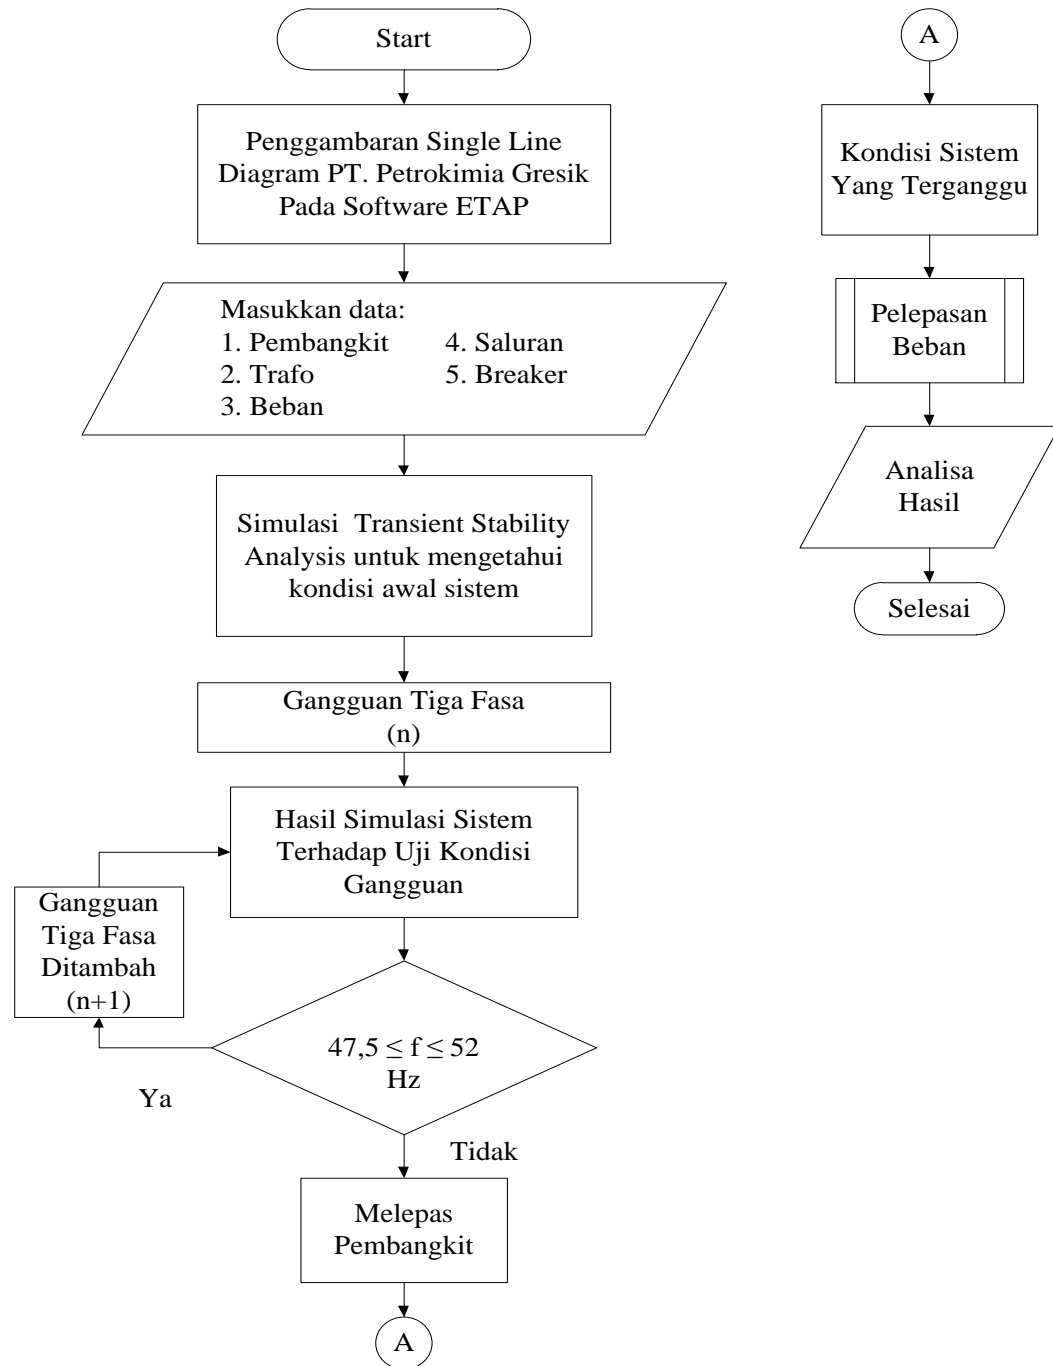 Start
Penggambaran Single Line
Diagram PT. Petrokimia Gresik
Pada Software ETAP
Masukkan data:
1. Pembangkit 4. Saluran
2. Trafo 5. Breaker
3. Beban
Simulasi Transient Stability
Analysis untuk mengetahui
kondisi awal sistem
Gangguan Tiga Fasa
(n)
Hasil Simulasi Sistem
Terhadap Uji Kondisi
Gangguan
Gangguan
Tiga Fasa
Ditambah
(n+1)
47,5 ≤ f ≤ 52
Hz
Ya
Tidak
Melepas
Pembangkit
A
A
Kondisi Sistem
Yang Terganggu
Pelepasan
Beban
Analisa
Hasil
Selesai